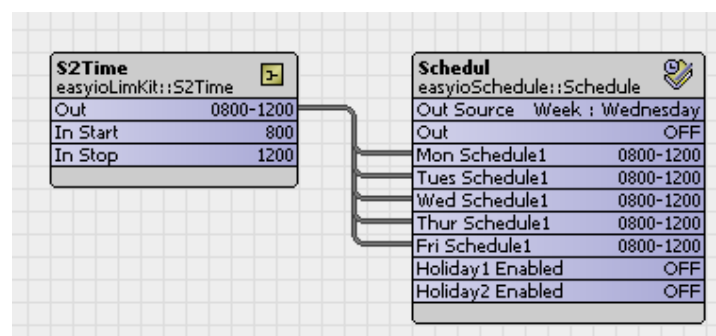 S2Time
easyioLimKit::S2Time
Out 0800-1200
In Start 800
In Stop 1200
Schedul
easyioSchedule::Schedule
Out Source Week : Wednesday
Out OFF
Mon Schedule1 0800-1200
Tues Schedule1 0800-1200
Wed Schedule1 0800-1200
Thur Schedule1 0800-1200
Fri Schedule1 0800-1200
Holiday1 Enabled OFF
Holiday2 Enabled OFF